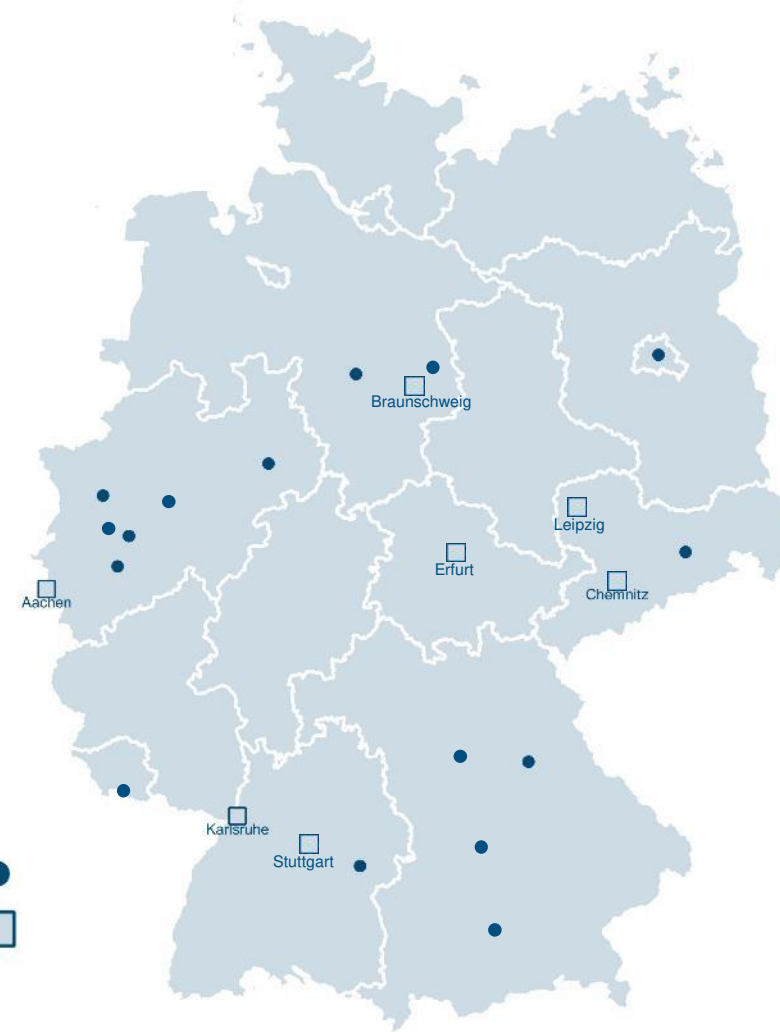 Braunschweig
Leipzig
Erfurt
Chemnitz
Aachen
Karlsruhe
Stuttgart